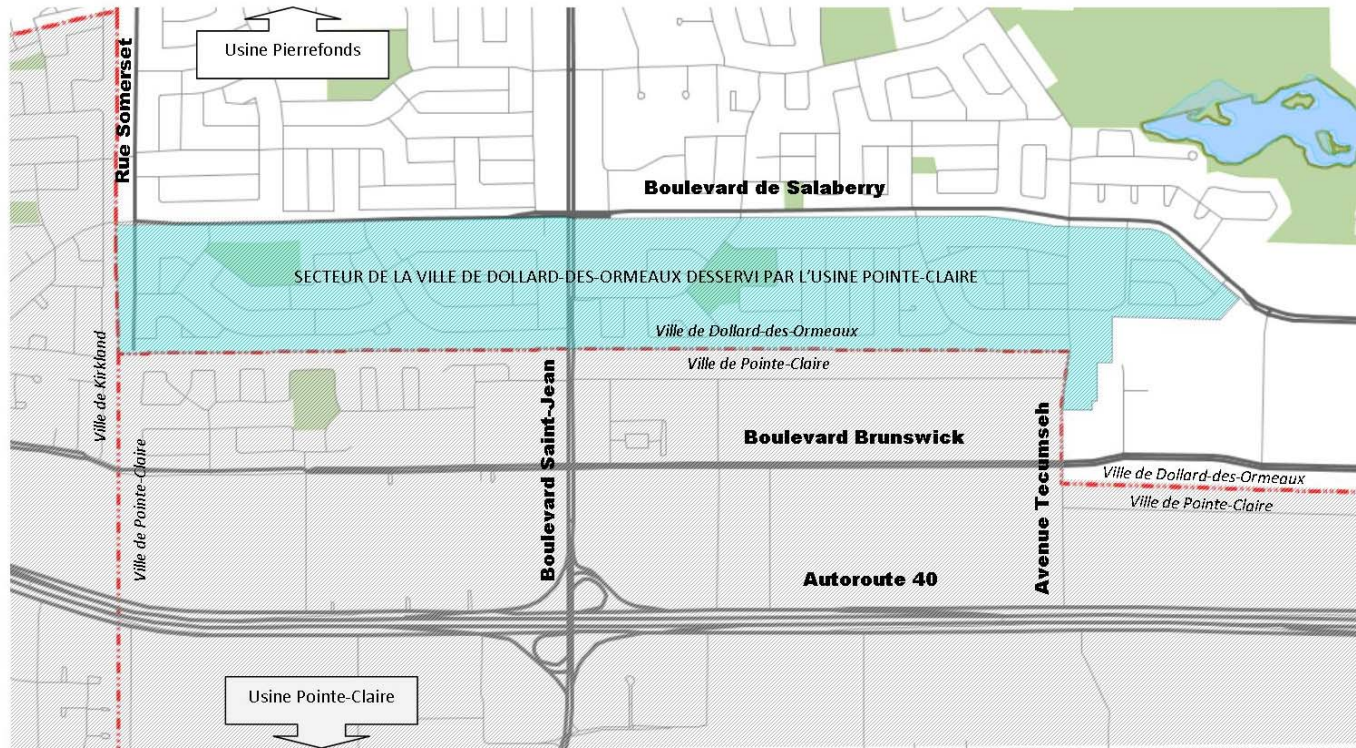 Usine Pierrefonds
Rue Somerset
Boulevard de Salaberry
SECTEUR DE LA VILLE DE DOLLARD-DES-ORMEAUX DESSERVI PAR L'USINE POINTE-CLAIRE
Ville de Dollard-des-Ormeaux
Ville de Pointe-Claire
Ville de Kirkland
Ville de Pointe-Claire
Boulevard Saint-Jean
Boulevard Brunswick
Avenue Tecumseh
Ville de Dollard-des-Ormeaux
Ville de Pointe-Claire
Autoroute 40
Usine Pointe-Claire